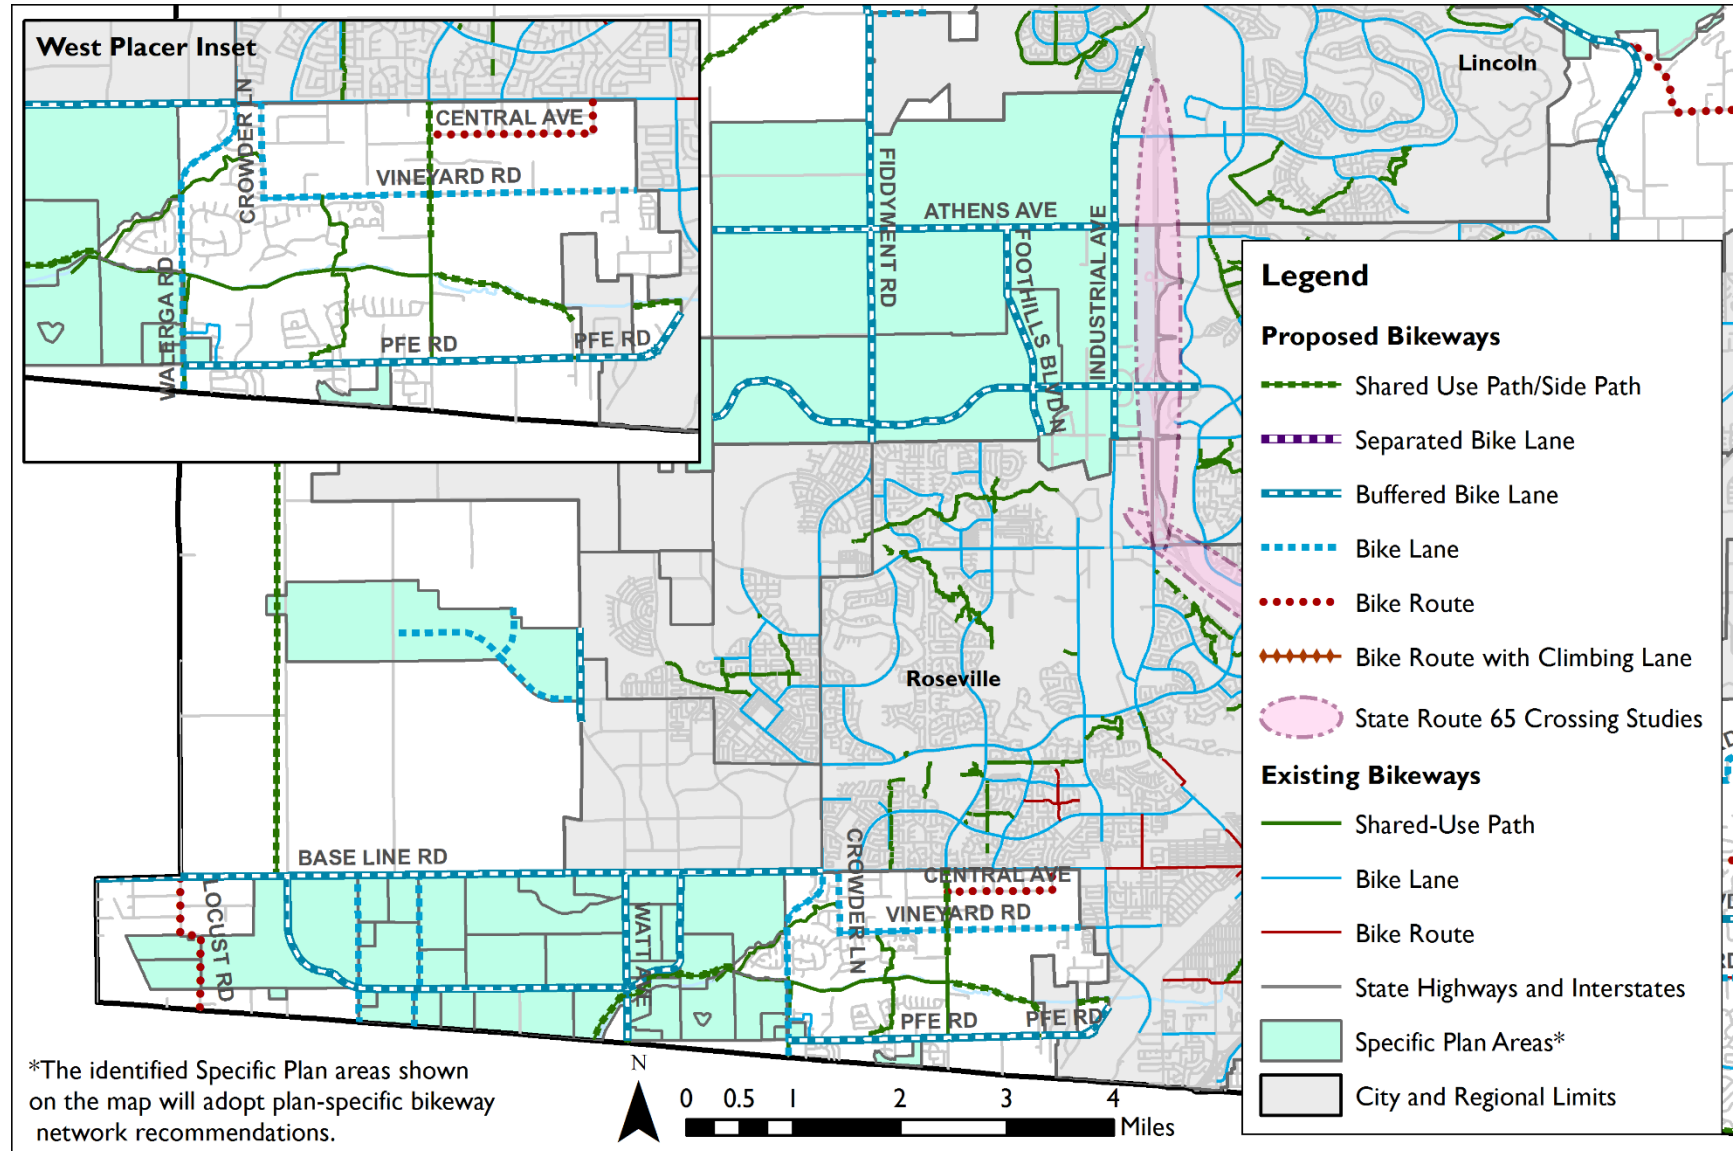 West Placer Inset
CROWDER LN
CENTRAL AVE
VINEYARD RD
WALERGA RD
PFE RD
PFE RD
Lincoln
FIDDYMENT RD
ATHENS AVE
FOOTHILLS BLVD N
INDUSTRIAL AVE
Roseville
BASE LINE RD
LOCUST RD
WATT AVE
CROWDER LN
CENTRAL AVE
VINEYARD RD
PFE RD
PFE RD
Legend
Proposed Bikeways
Shared Use Path/Side Path
Separated Bike Lane
Buffered Bike Lane
Bike Lane
Bike Route
Bike Route with Climbing Lane
State Route 65 Crossing Studies
Existing Bikeways
Shared-Use Path
Bike Lane
Bike Route
State Highways and Interstates
Specific Plan Areas*
City and Regional Limits
*The identified Specific Plan areas shown
on the map will adopt plan-specific bikeway
network recommendations.
N
0 0.5 1 2 3 4
Miles